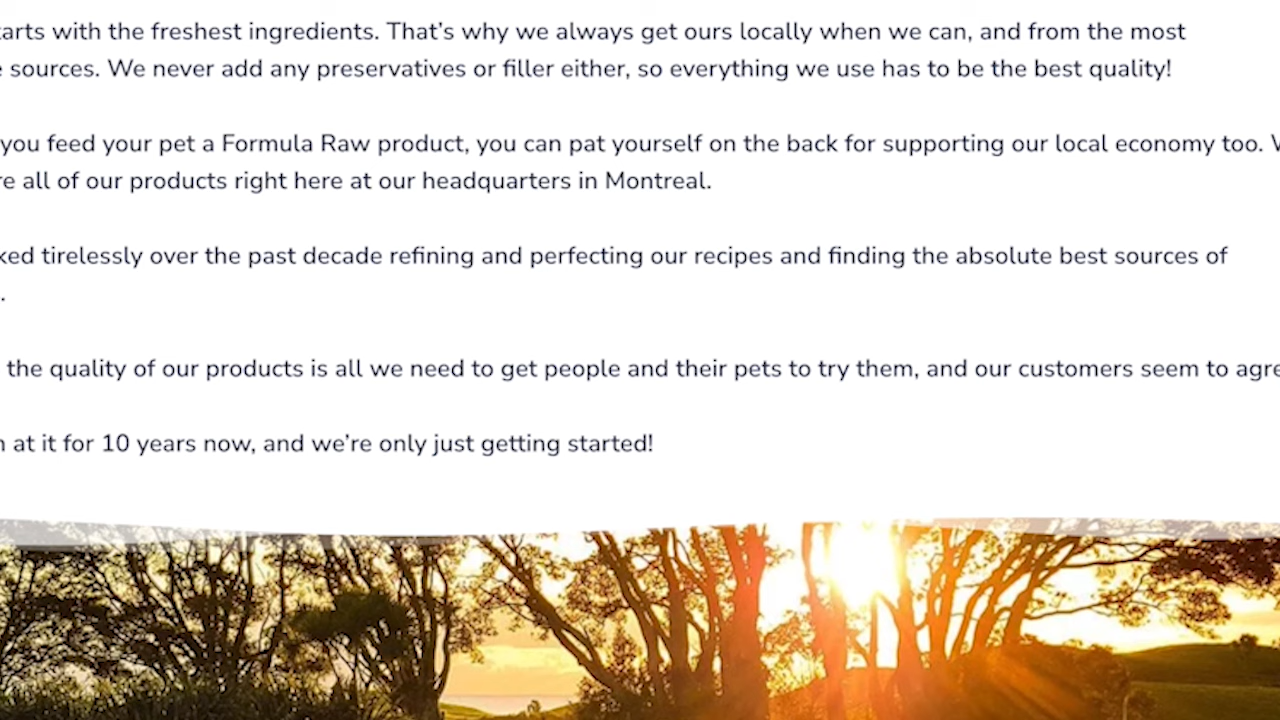 arts with the freshest ingredients. That's why we always get ours locally when we can, and from the most
sources. We never add any preservatives or filler either, so everything we use has to be the best quality!
you feed your pet a Formula Raw product, you can pat yourself on the back for supporting our local economy too. W
re all of our products right here at our headquarters in Montreal.
ked tirelessly over the past decade refining and perfecting our recipes and finding the absolute best sources of
.
the quality of our products is all we need to get people and their pets to try them, and our customers seem to agre
at it for 10 years now, and we're only just getting started!